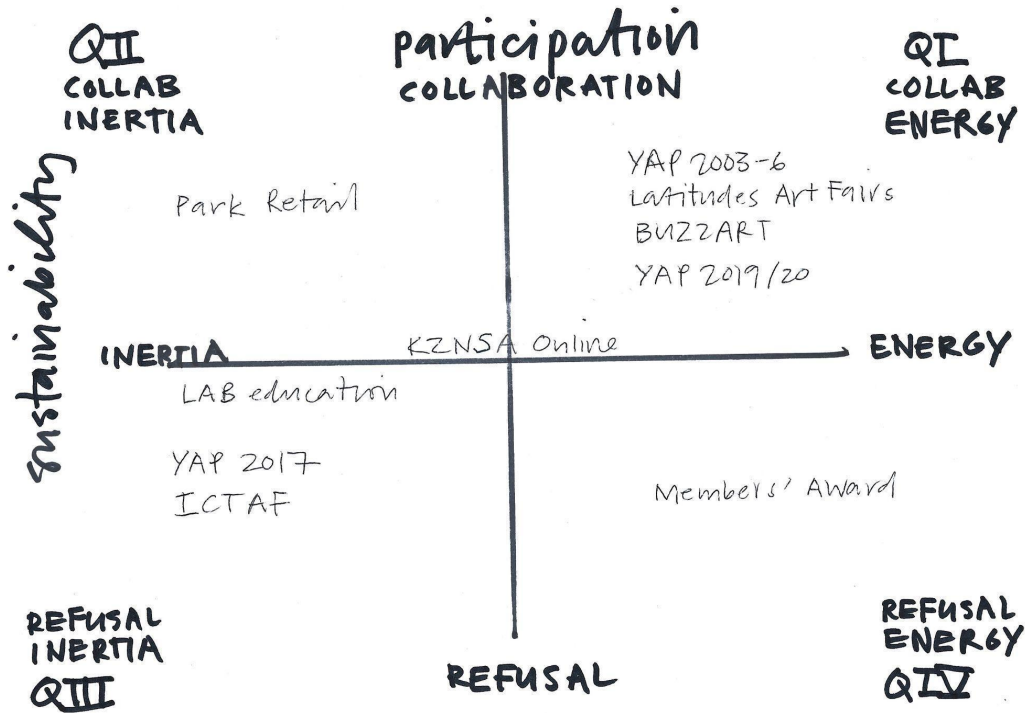 participation
COLLABORATION
QII
COLLAB
INERTIA
QI
COLLAB
ENERGY
sustainability
Park Retail
YAP 2003-6
Latitudes Art Fairs
BUZZART
YAP 2019/20
INERTIA
KZNSA Online
ENERGY
LAB education
YAP 2017
ICTAF
Members' Award
REFUSAL
INERTIA
QIII
REFUSAL
REFUSAL
ENERGY
QIV